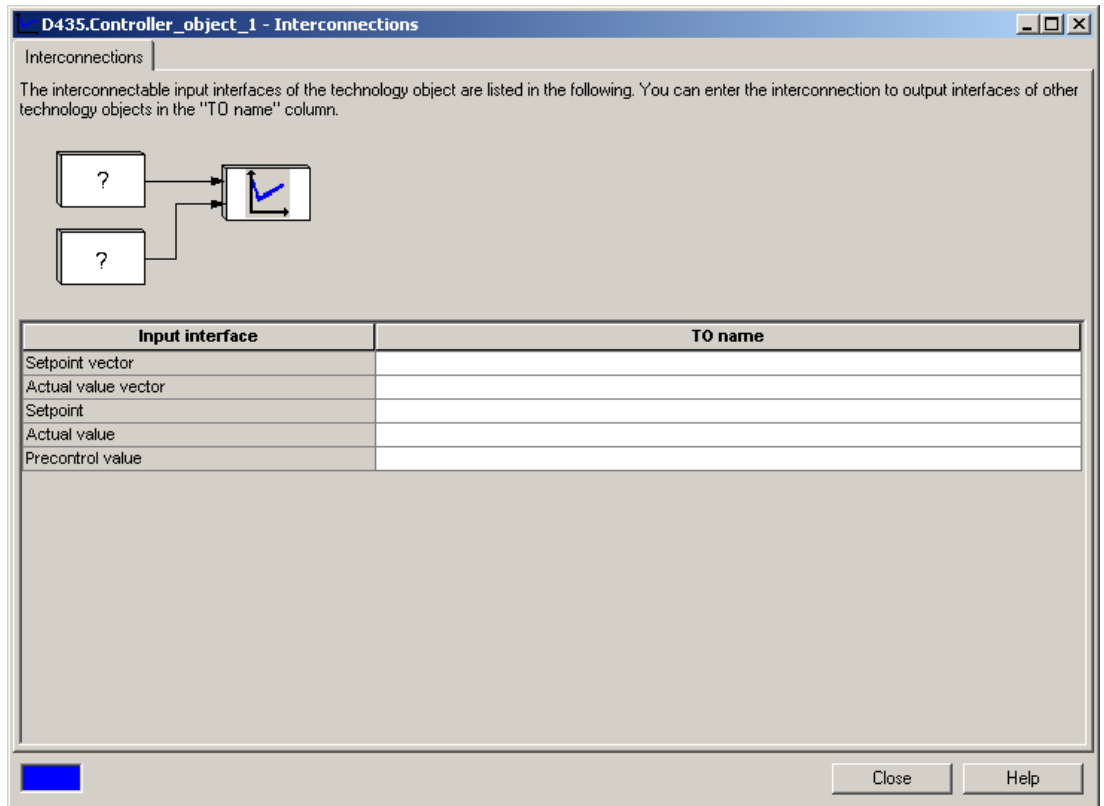 D435.Controller_object_1 - Interconnections
Interconnections
The interconnectable input interfaces of the technology object are listed in the following. You can enter the interconnection to output interfaces of other
technology objects in the "TO name" column.
?
?
Input interface TO name
Setpoint vector
Actual value vector
Setpoint
Actual value
Precontrol value
Close Help